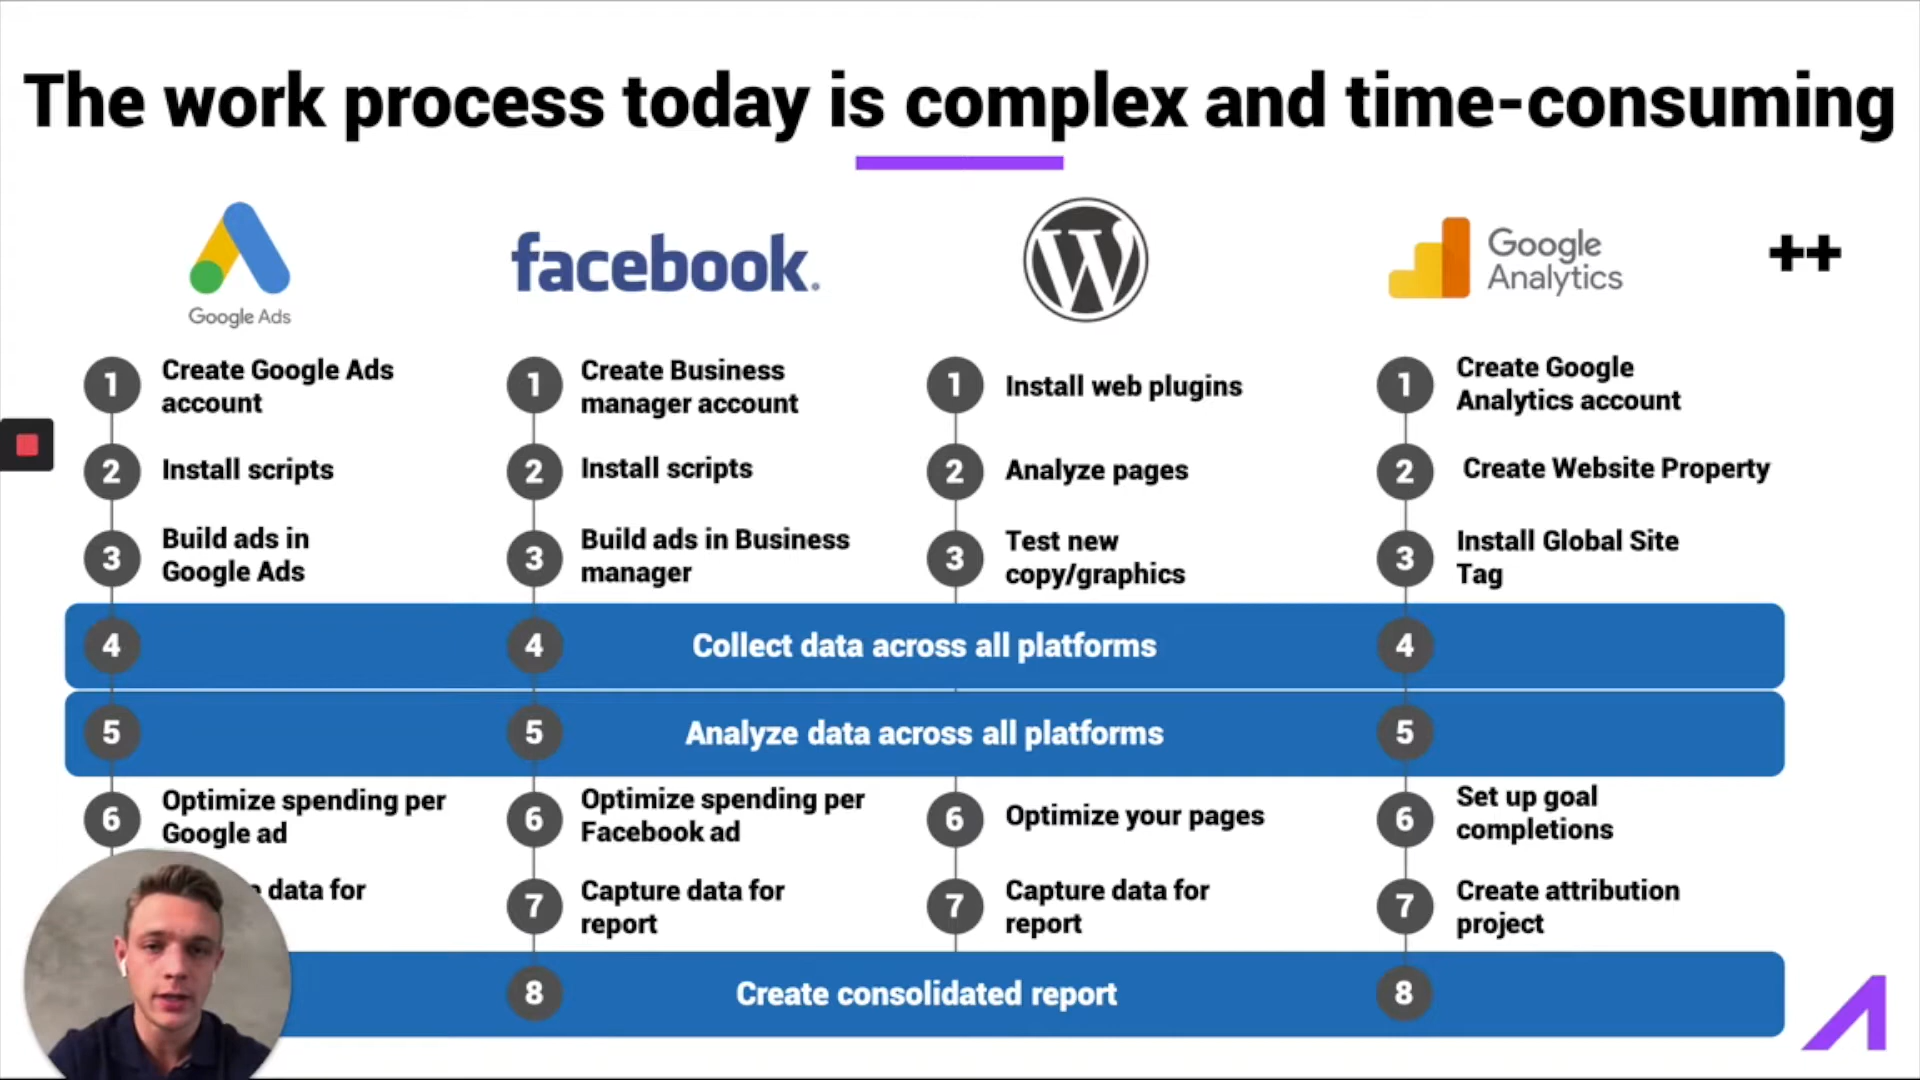 The work process today is complex and time-consuming
Google Ads
facebook.
W
Google
Analytics
++
1
Create Google Ads
account
2
Install scripts
3
Build ads in
Google Ads
1
Create Business
manager account
2
Install scripts
3
Build ads in Business
manager
1
Install web plugins
2
Analyze pages
3
Test new
copy/graphics
1
Create Google
Analytics account
2
Create Website Property
3
Install Global Site
Tag
4
4
Collect data across all platforms
4
5
5
Analyze data across all platforms
5
6
Optimize spending per
Google ad
data for
6
Optimize spending per
Facebook ad
7
Capture data for
report
6
Optimize your pages
7
Capture data for
report
6
Set up goal
completions
7
Create attribution
project
8
Create consolidated report
8